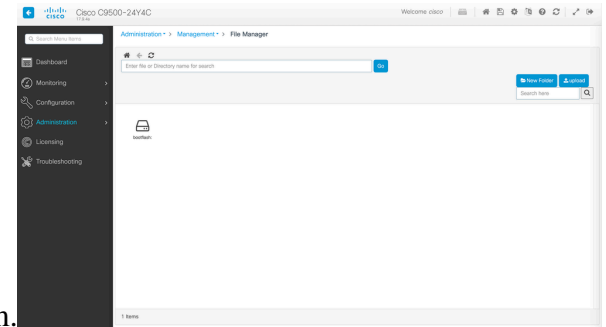 CISCO
Cisco C9500-24Y4C
Welcome cisco
Search Menu Items
Administration > Management > File Manager
Dashboard
Monitoring
Configuration
Administration
Licensing
Troubleshooting
Enter file or Directory name for search
Go
New Folder
upload
Search here
bootflash:
1 Items